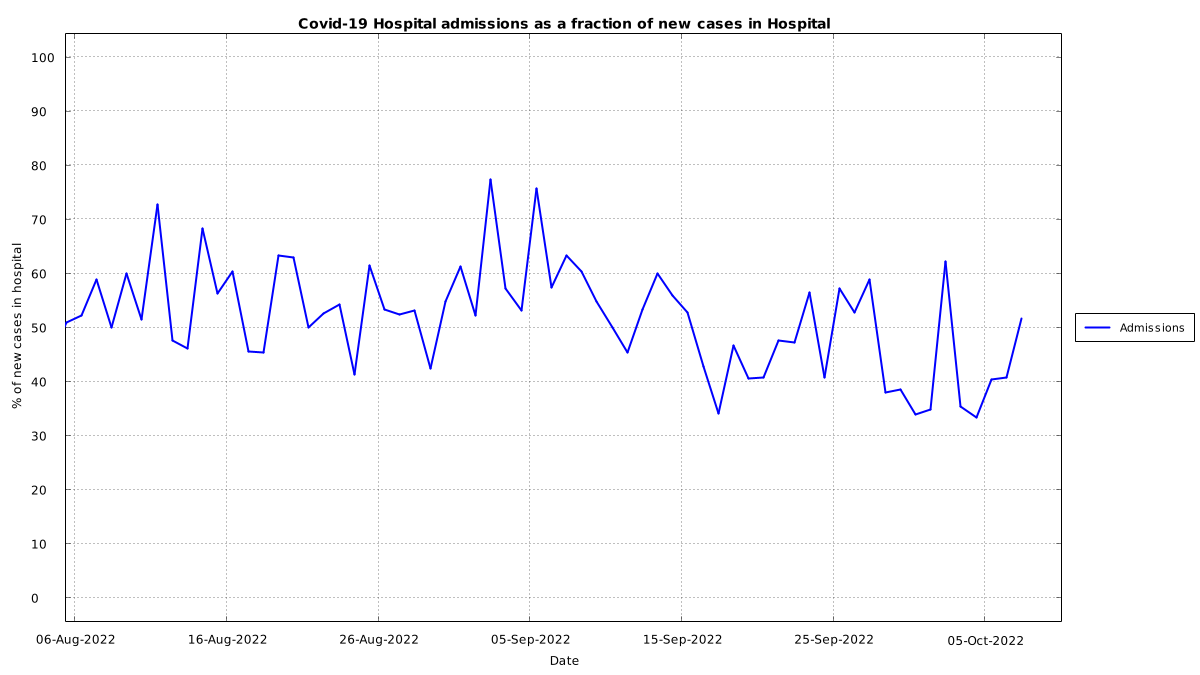 Covid-19 Hospital admissions as a fraction of new cases in Hospital
100
90
80
70
60
50
40
30
20
10
0
% of new cases in hospital
Admissions
06-Aug-2022
16-Aug-2022
26-Aug-2022
05-Sep-2022
15-Sep-2022
25-Sep-2022
05-Oct-2022
Date